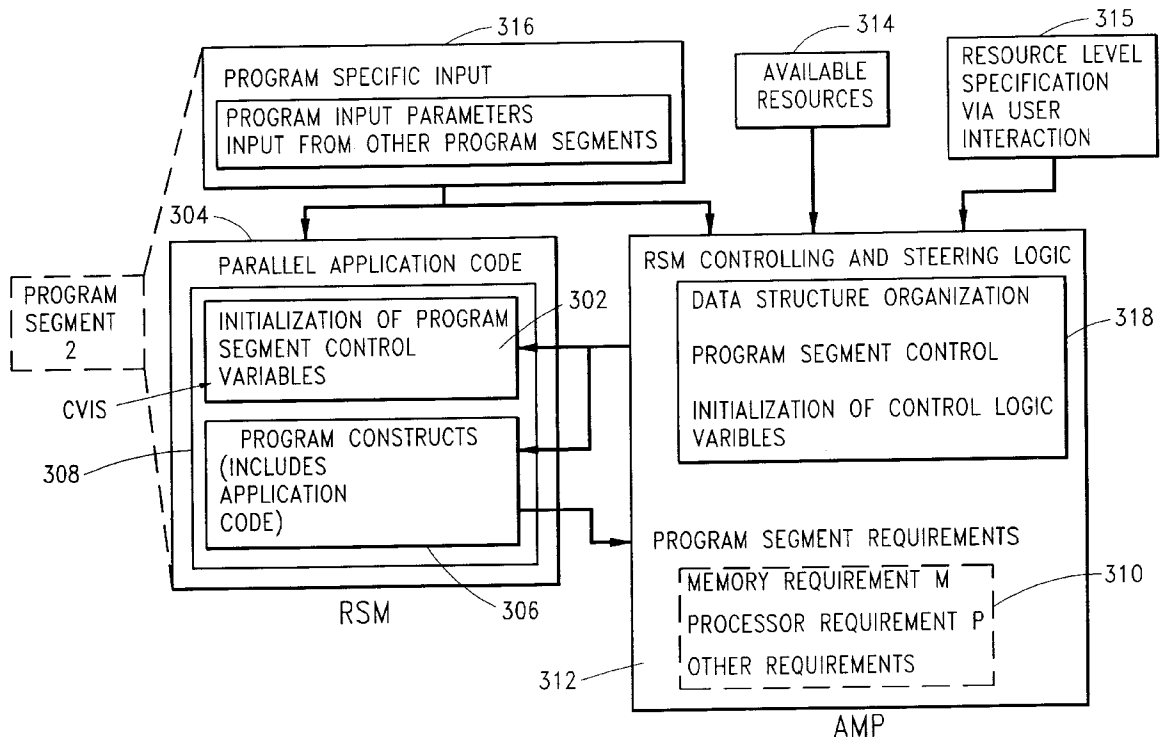 316
PROGRAM SPECIFIC INPUT
PROGRAM INPUT PARAMETERS
INPUT FROM OTHER PROGRAM SEGMENTS
314
AVAILABLE
RESOURCES
315
RESOURCE LEVEL
SPECIFICATION
VIA USER
INTERACTION
PROGRAM
SEGMENT
2
304
PARALLEL APPLICATION CODE
INITIALIZATION OF PROGRAM
SEGMENT CONTROL
VARIABLES
302
CVIS
308
PROGRAM CONSTRUCTS
(INCLUDES
APPLICATION
CODE)
306
RSM
RSM CONTROLLING AND STEERING LOGIC
DATA STRUCTURE ORGANIZATION
PROGRAM SEGMENT CONTROL
INITIALIZATION OF CONTROL LOGIC
VARIBLES
318
PROGRAM SEGMENT REQUIREMENTS
MEMORY REQUIREMENT M
PROCESSOR REQUIREMENT P
OTHER REQUIREMENTS
310
312
AMP